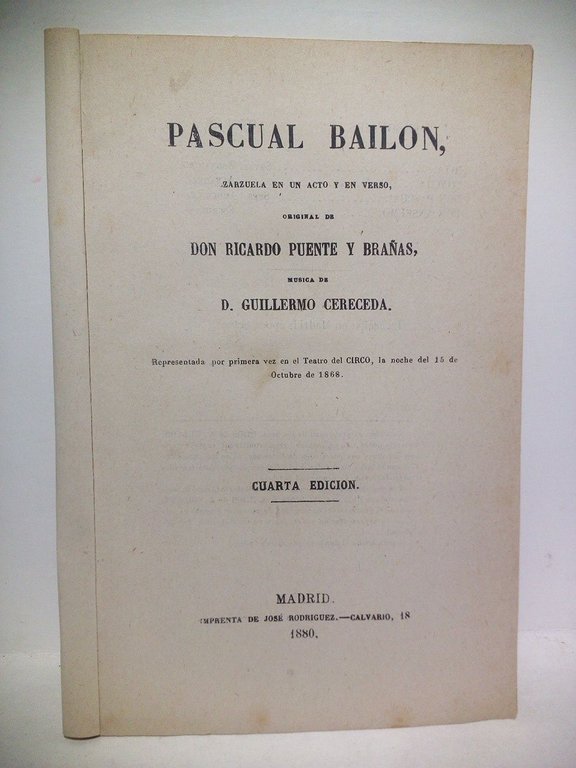 PASCUAL BAILON,
ZARZUELA EN UN ACTO Y EN VERSO,
ORIGINAL DE
DON RICARDO PUENTE Y BRAÑAS,
MUSICA DE
D. GUILLERMO CERECEDA.
Representada por primera vez en el Teatro del CIRCO, la noche del 15 de
Octubre de 1868.
CUARTA EDICION.
MADRID.
IMPRENTA DE JOSÉ RODRIGUEZ.—CALVARIO, 18
1880.